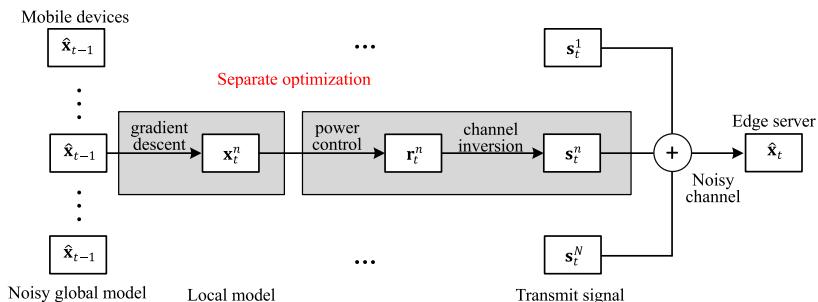 Mobile devices
x̂_{t−1}
...
s_t^1
Separate optimization
gradient
descent
power
control
channel
inversion
Edge server
x̂_{t−1}
x_t^n
r_t^n
s_t^n
+
x̂_t
Noisy
channel
x̂_{t−1}
...
s_t^N
Noisy global model
Local model
Transmit signal